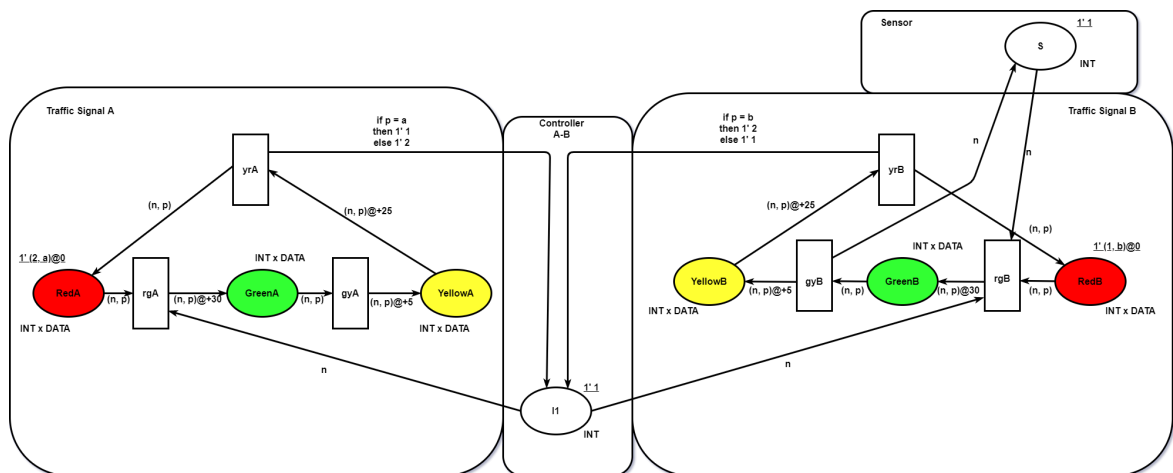 Sensor
1' 1
S
INT
Traffic Signal A
if p = a
then 1' 1
else 1' 2
Controller
A-B
if p = b
then 1' 2
else 1' 1
Traffic Signal B
n
n
yrA
yrB
(n, p)
(n, p)@+25
(n, p)@+25
(n, p)
1' (2, a)@0
INT x DATA
INT x DATA
1' (1, b)@0
RedA
(n, p)
rgA
(n, p)@+30
GreenA
(n, p)
gyA
(n, p)@+5
YellowA
YellowB
(n, p)@+5
gyB
(n, p)
GreenB
(n, p)@30
rgB
(n, p)
RedB
INT x DATA
INT x DATA
INT x DATA
INT x DATA
n
n
1' 1
I1
INT